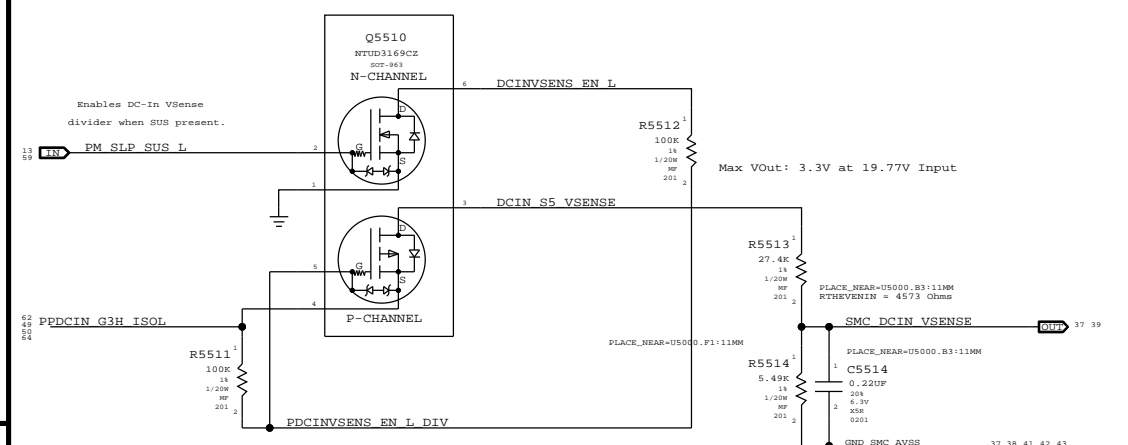 Q5510
NTUD3169CZ
SOT-963
N-CHANNEL
6
DCINVSENS_EN_L
Enables DC-In VSense
divider when SUS present.
13
59
IN
PM_SLP_SUS_L
2
G
D
S
1
R5512
100K
1%
1/20W
MF
201
1
2
Max VOut: 3.3V at 19.77V Input
3
DCIN_S5_VSENSE
5
G
D
S
4
P-CHANNEL
R5513
27.4K
1%
1/20W
MF
201
1
2
PLACE_NEAR=U5000.B3:11MM
RTHEVENIN = 4573 Ohms
62
49
50
64
PPDCIN_G3H_ISOL
SMC_DCIN_VSENSE
OUT
37 39
R5511
100K
1%
1/20W
MF
201
1
2
PLACE_NEAR=U5000.F1:11MM
R5514
5.49K
1%
1/20W
MF
201
1
2
PLACE_NEAR=U5000.B3:11MM
C5514
0.22UF
20%
6.3V
X5R
0201
1
2
PDCINVSENS_EN_L_DIV
GND_SMC_AVSS
37 38 41 42 43